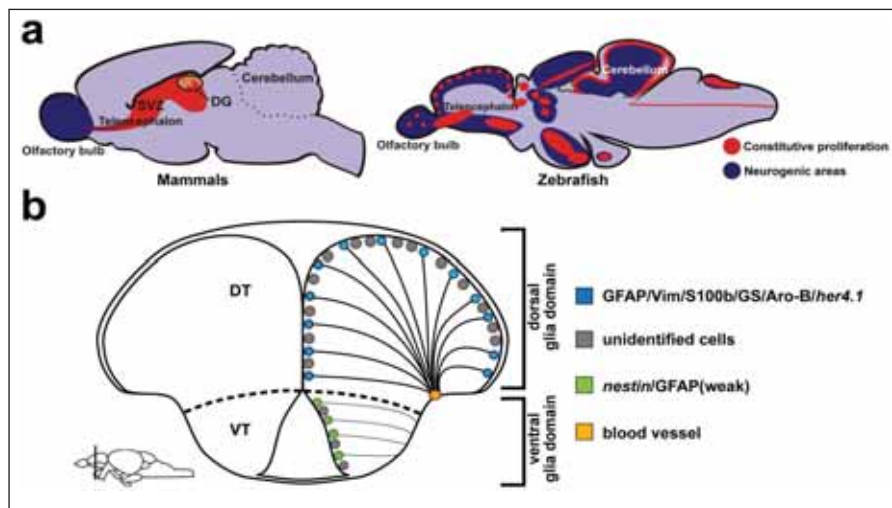 a
Cerebellum
SVZ
DG
Telencephalon
Olfactory bulb
Mammals
Cerebellum
Telencephalon
Olfactory bulb
Zebrafish
Constitutive proliferation
Neurogenic areas
b
DT
VT
dorsal
glia domain
ventral
glia domain
GFAP/Vim/S100b/GS/Aro-B/her4.1
unidentified cells
nestin/GFAP(weak)
blood vessel